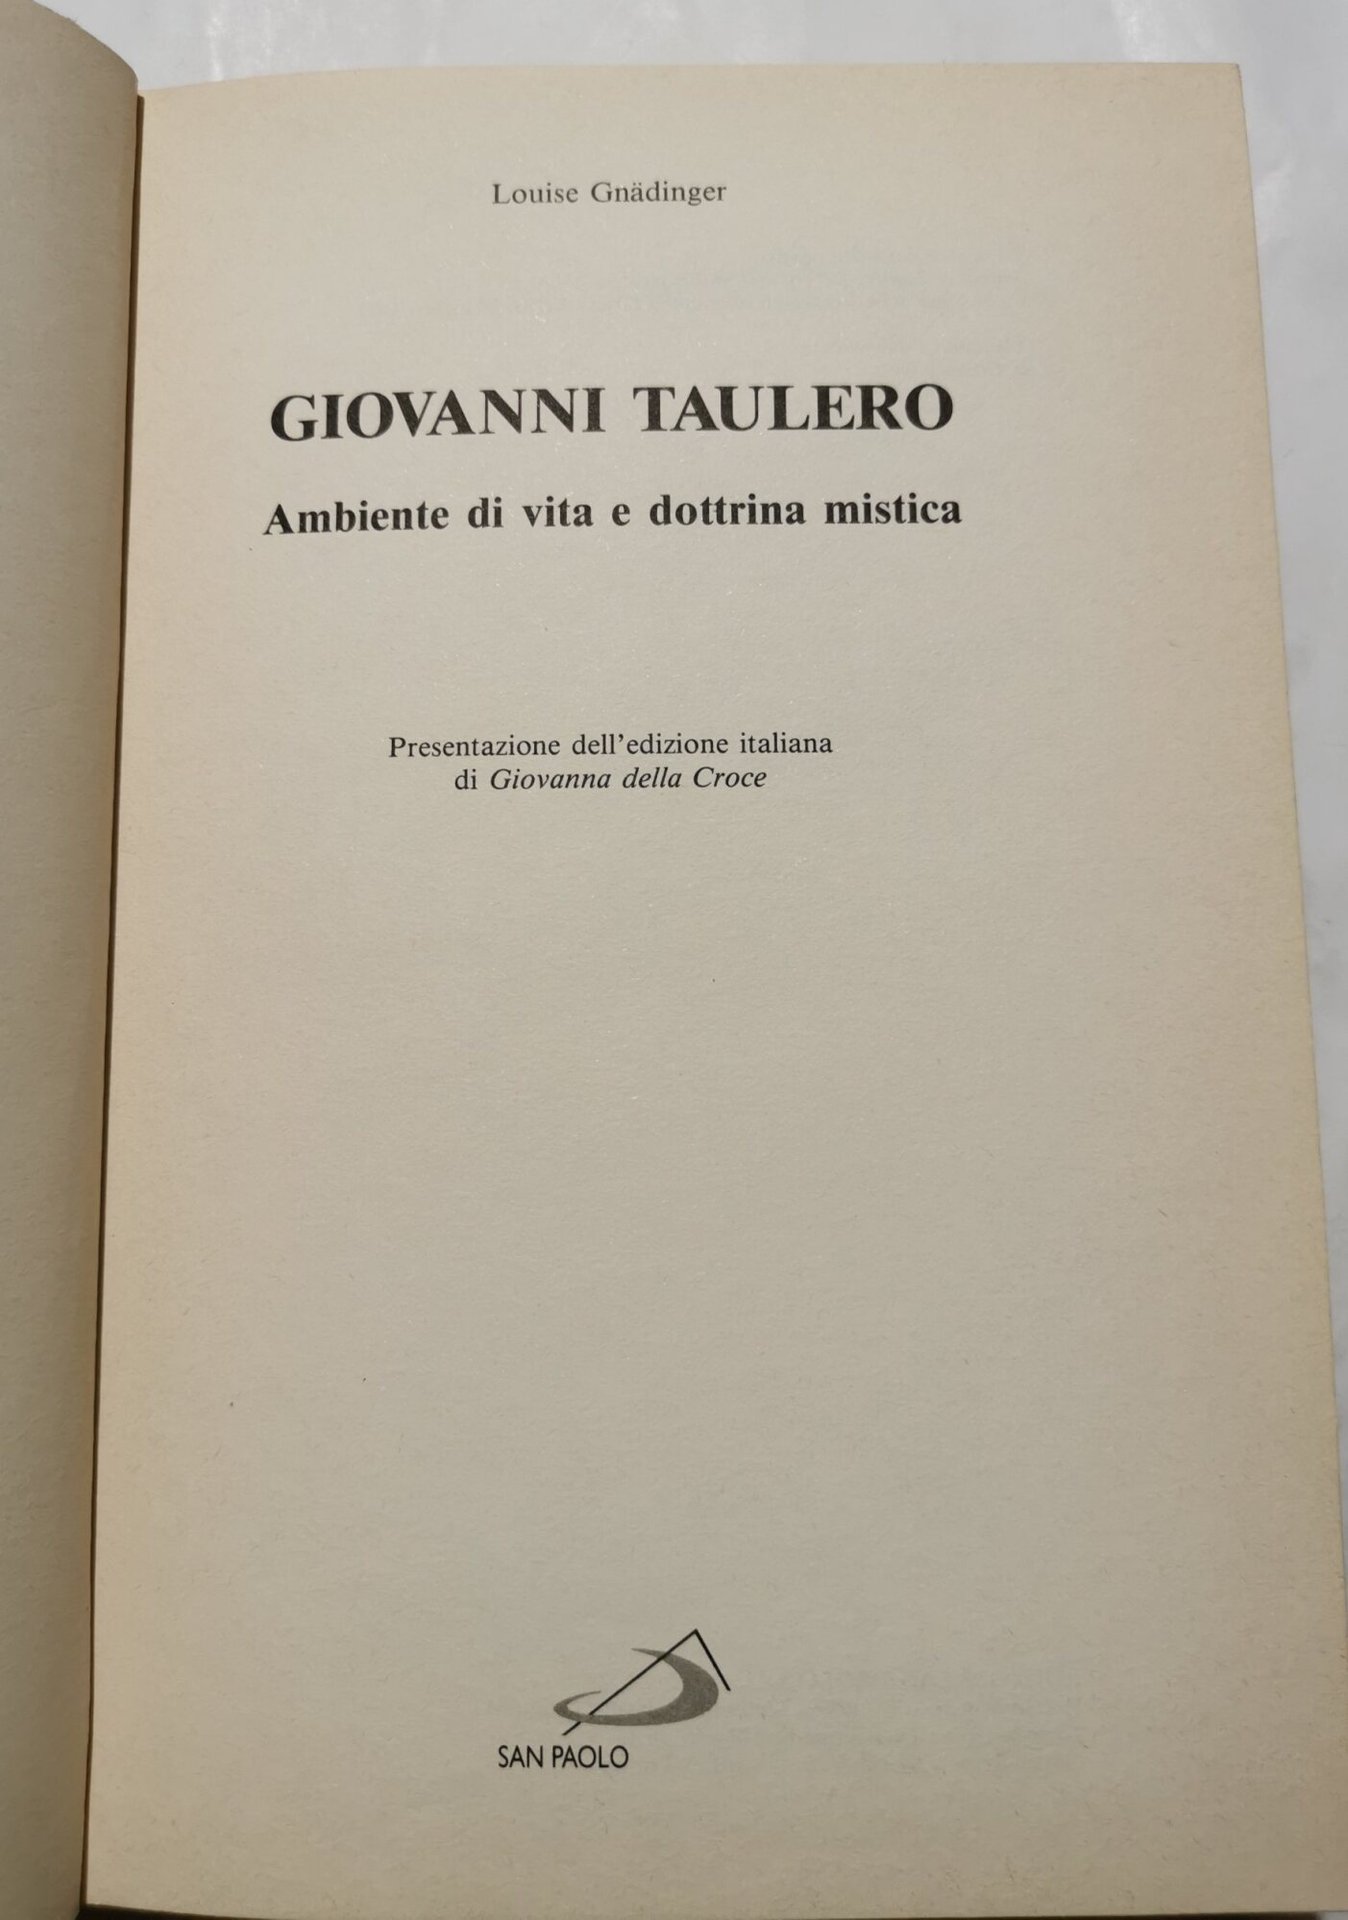 Louise Gnädinger
GIOVANNI TAULERO
Ambiente di vita e dottrina mistica
Presentazione dell’edizione italiana
di Giovanna della Croce
SAN PAOLO